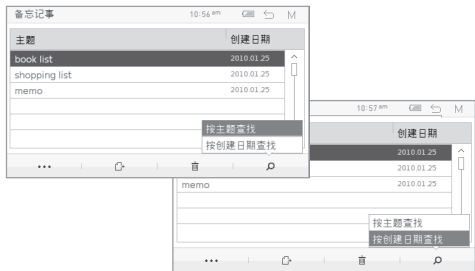 备忘记事 10:56 am M
主题 创建日期
book list 2010.01.25
shopping list 2010.01.25
memo 2010.01.25
按主题查找
按创建日期查找
10:57 am M
创建日期
2010.01.25
2010.01.25
memo 2010.01.25
按主题查找
按创建日期查找